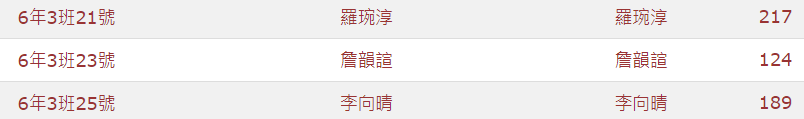 6年3班21號 羅琬淳 羅琬淳 217
6年3班23號 詹韻諠 詹韻諠 124
6年3班25號 李向晴 李向晴 189